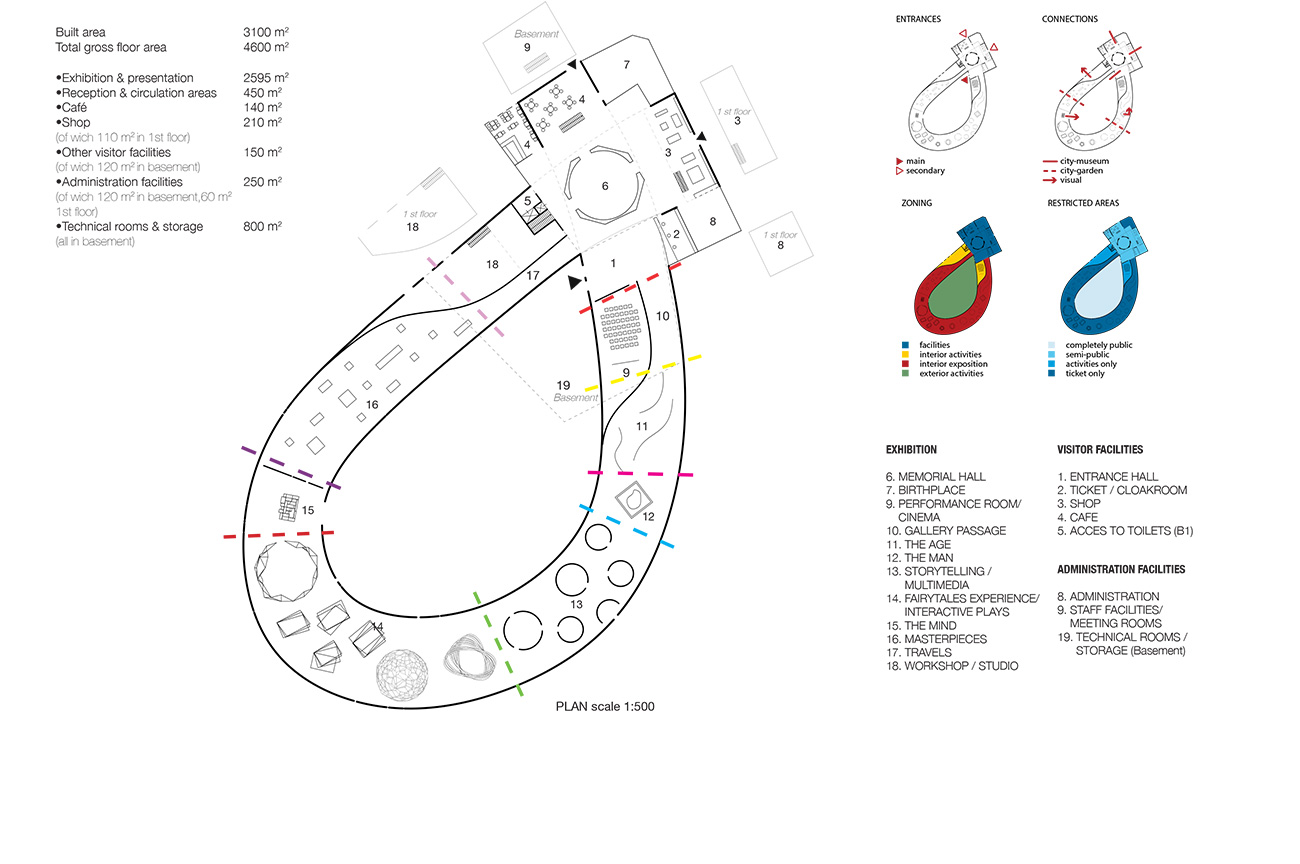 Built area 3100 m²
Total gross floor area 4600 m²
•Exhibition & presentation 2595 m²
•Reception & circulation areas 450 m²
•Café 140 m²
•Shop 210 m²
(of wich 110 m² in 1st floor)
•Other visitor facilities 150 m²
(of wich 120 m² in basement)
•Administration facilities 250 m²
(of wich 120 m² in basement,60 m²
1st floor)
•Technical rooms & storage 800 m²
(all in basement)
Basement
9
7
4
1 st floor
3
4
3
6
5
1 st floor
18
2
8
1 st floor
8
18
17
1
10
9
19
Basement
16
11
15
12
13
14
PLAN scale 1:500
ENTRANCES
main
secondary
CONNECTIONS
city-museum
city-garden
visual
ZONING
facilities
interior activities
interior exposition
exterior activities
RESTRICTED AREAS
completely public
semi-public
activities only
ticket only
EXHIBITION
6. MEMORIAL HALL
7. BIRTHPLACE
9. PERFORMANCE ROOM/
CINEMA
10. GALLERY PASSAGE
11. THE AGE
12. THE MAN
13. STORYTELLING /
MULTIMEDIA
14. FAIRYTALES EXPERIENCE/
INTERACTIVE PLAYS
15. THE MIND
16. MASTERPIECES
17. TRAVELS
18. WORKSHOP / STUDIO
VISITOR FACILITIES
1. ENTRANCE HALL
2. TICKET / CLOAKROOM
3. SHOP
4. CAFE
5. ACCES TO TOILETS (B1)
ADMINISTRATION FACILITIES
8. ADMINISTRATION
9. STAFF FACILITIES/
MEETING ROOMS
19. TECHNICAL ROOMS /
STORAGE (Basement)